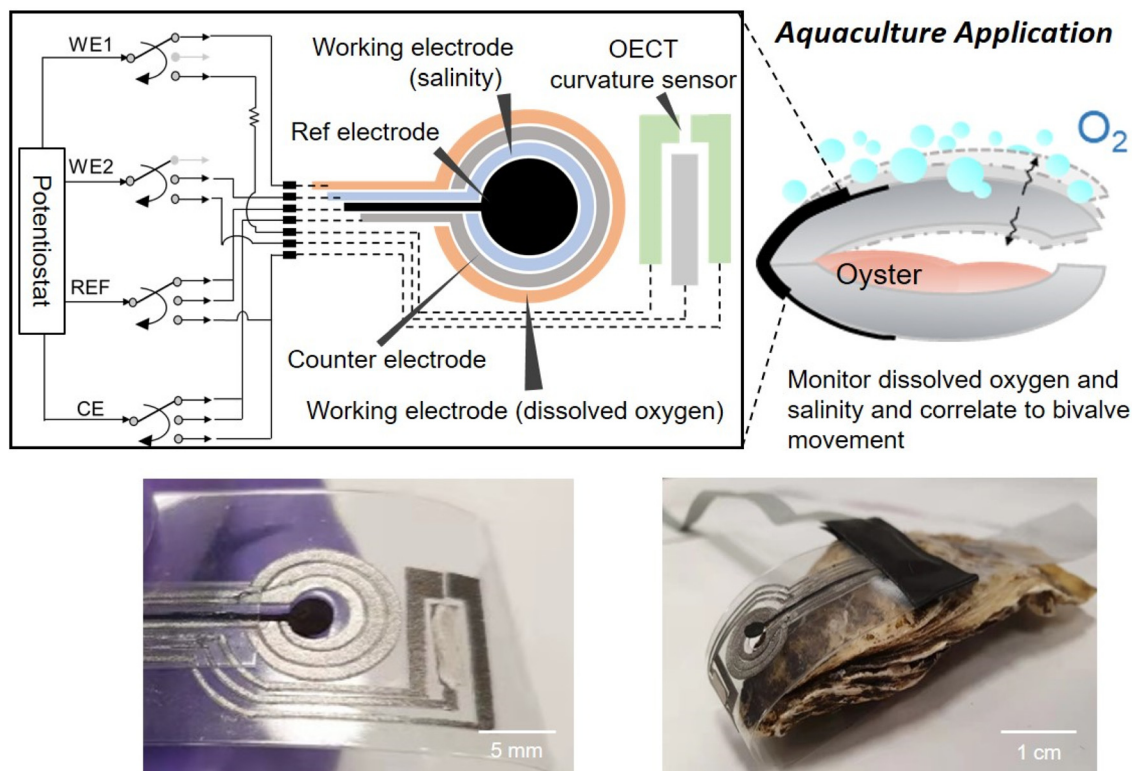 WE1
WE2
REF
CE
Potentiostat
Working electrode
(salinity)
Ref electrode
OECT
curvature sensor
Counter electrode
Working electrode (dissolved oxygen)
Aquaculture Application
O2
Oyster
Monitor dissolved oxygen and
salinity and correlate to bivalve
movement
5 mm
1 cm